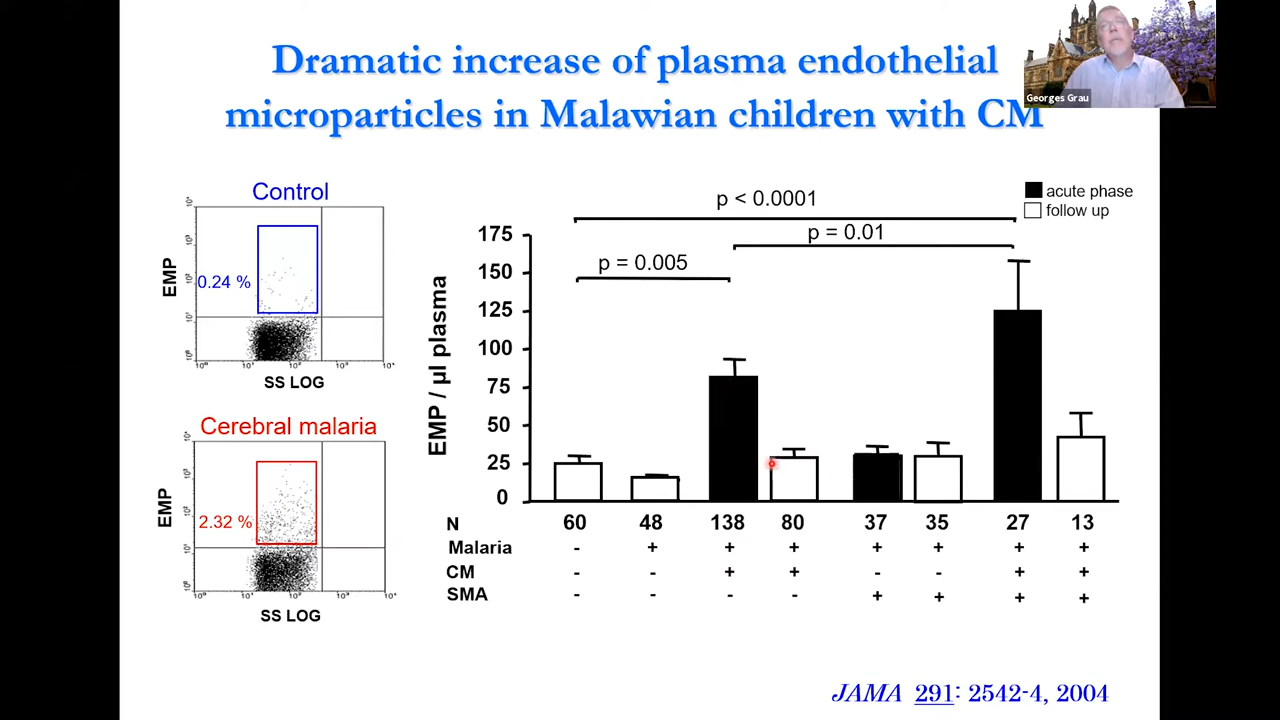 Dramatic increase of plasma endothelial
microparticles in Malawian children with CM
Georges Grau
Control
EMP
0.24 %
SS LOG
Cerebral malaria
EMP
2.32 %
SS LOG
acute phase
follow up
p < 0.0001
p = 0.01
p = 0.005
EMP / µl plasma
175
150
125
100
75
50
25
0
N 60 48 138 80 37 35 27 13
Malaria - + + + + + + +
CM - - + + - - + +
SMA - - - - + + + +
JAMA 291: 2542-4, 2004